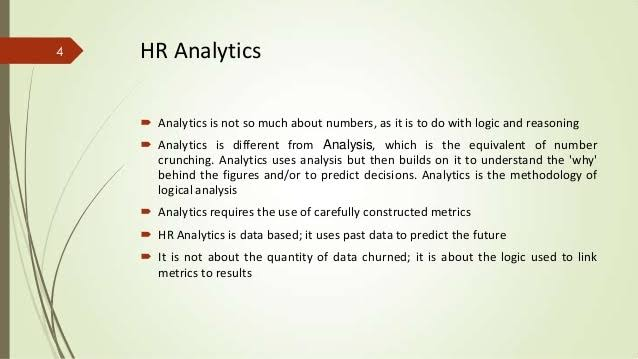 4
HR Analytics
Analytics is not so much about numbers, as it is to do with logic and reasoning
Analytics is different from Analysis, which is the equivalent of number
crunching. Analytics uses analysis but then builds on it to understand the 'why'
behind the figures and/or to predict decisions. Analytics is the methodology of
logical analysis
Analytics requires the use of carefully constructed metrics
HR Analytics is data based; it uses past data to predict the future
It is not about the quantity of data churned; it is about the logic used to link
metrics to results